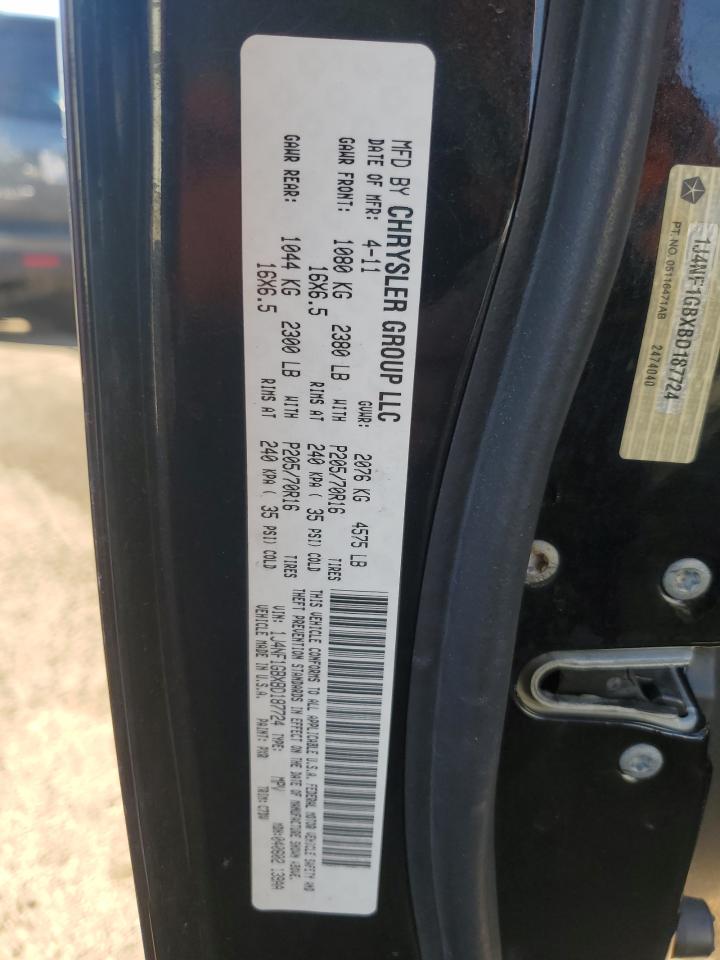 MFD BY CHRYSLER GROUP LLC
DATE OF MFR: 4-11 GVWR: 2076 KG 4575 LB
GAWR FRONT: 1080 KG 2380 LB WITH P205/70R16 TIRES
16X6.5 RIMS AT 240 KPA ( 35 PSI) COLD
GAWR REAR: 1044 KG 2300 LB WITH P205/70R16 TIRES
16X6.5 RIMS AT 240 KPA ( 35 PSI) COLD
THIS VEHICLE CONFORMS TO ALL APPLICABLE U.S.A. FEDERAL MOTOR VEHICLE SAFETY AND
THEFT PREVENTION STANDARDS IN EFFECT ON THE DATE OF MANUFACTURE SHOWN ABOVE.
VIN: 1J4NF1GBXBD187724 TYPE: MPV MDH:040602 139AA
VEHICLE MADE IN U.S.A. PAINT: PXR TRIM:
1J4NF1GBXBD187724
PT. NO. 05116471AB 2474040